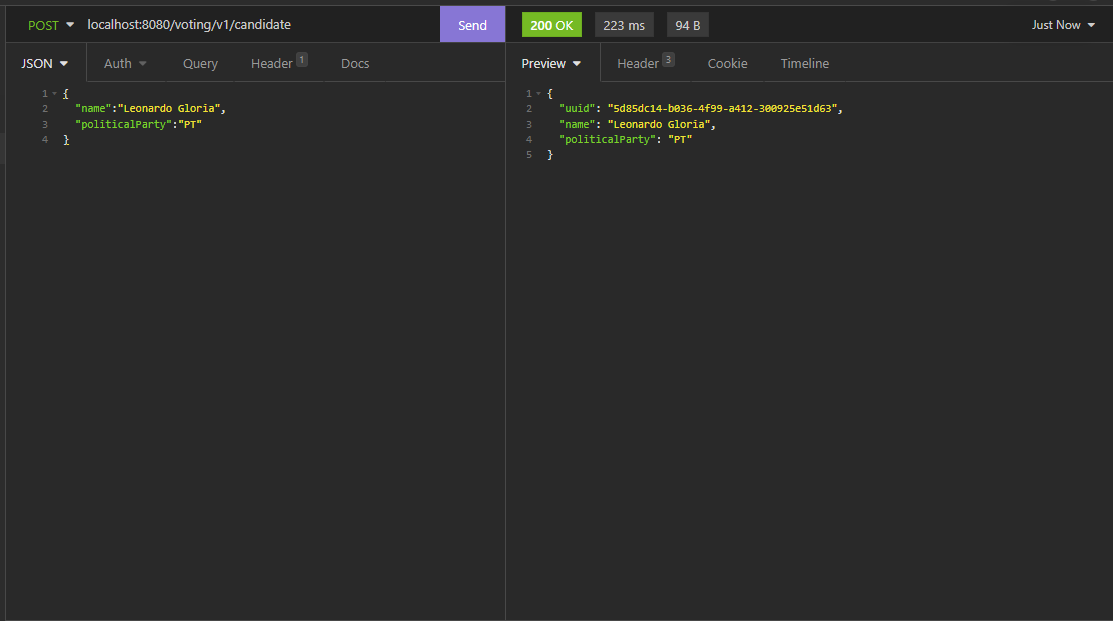 POST localhost:8080/voting/v1/candidate Send 200 OK 223 ms 94 B Just Now
JSON Auth Query Header 1 Docs
Preview Header 3 Cookie Timeline
1 {
2 "name":"Leonardo Gloria",
3 "politicalParty":"PT"
4 }
1 {
2 "uuid": "5d85dc14-b036-4f99-a412-300925e51d63",
3 "name": "Leonardo Gloria",
4 "politicalParty": "PT"
5 }